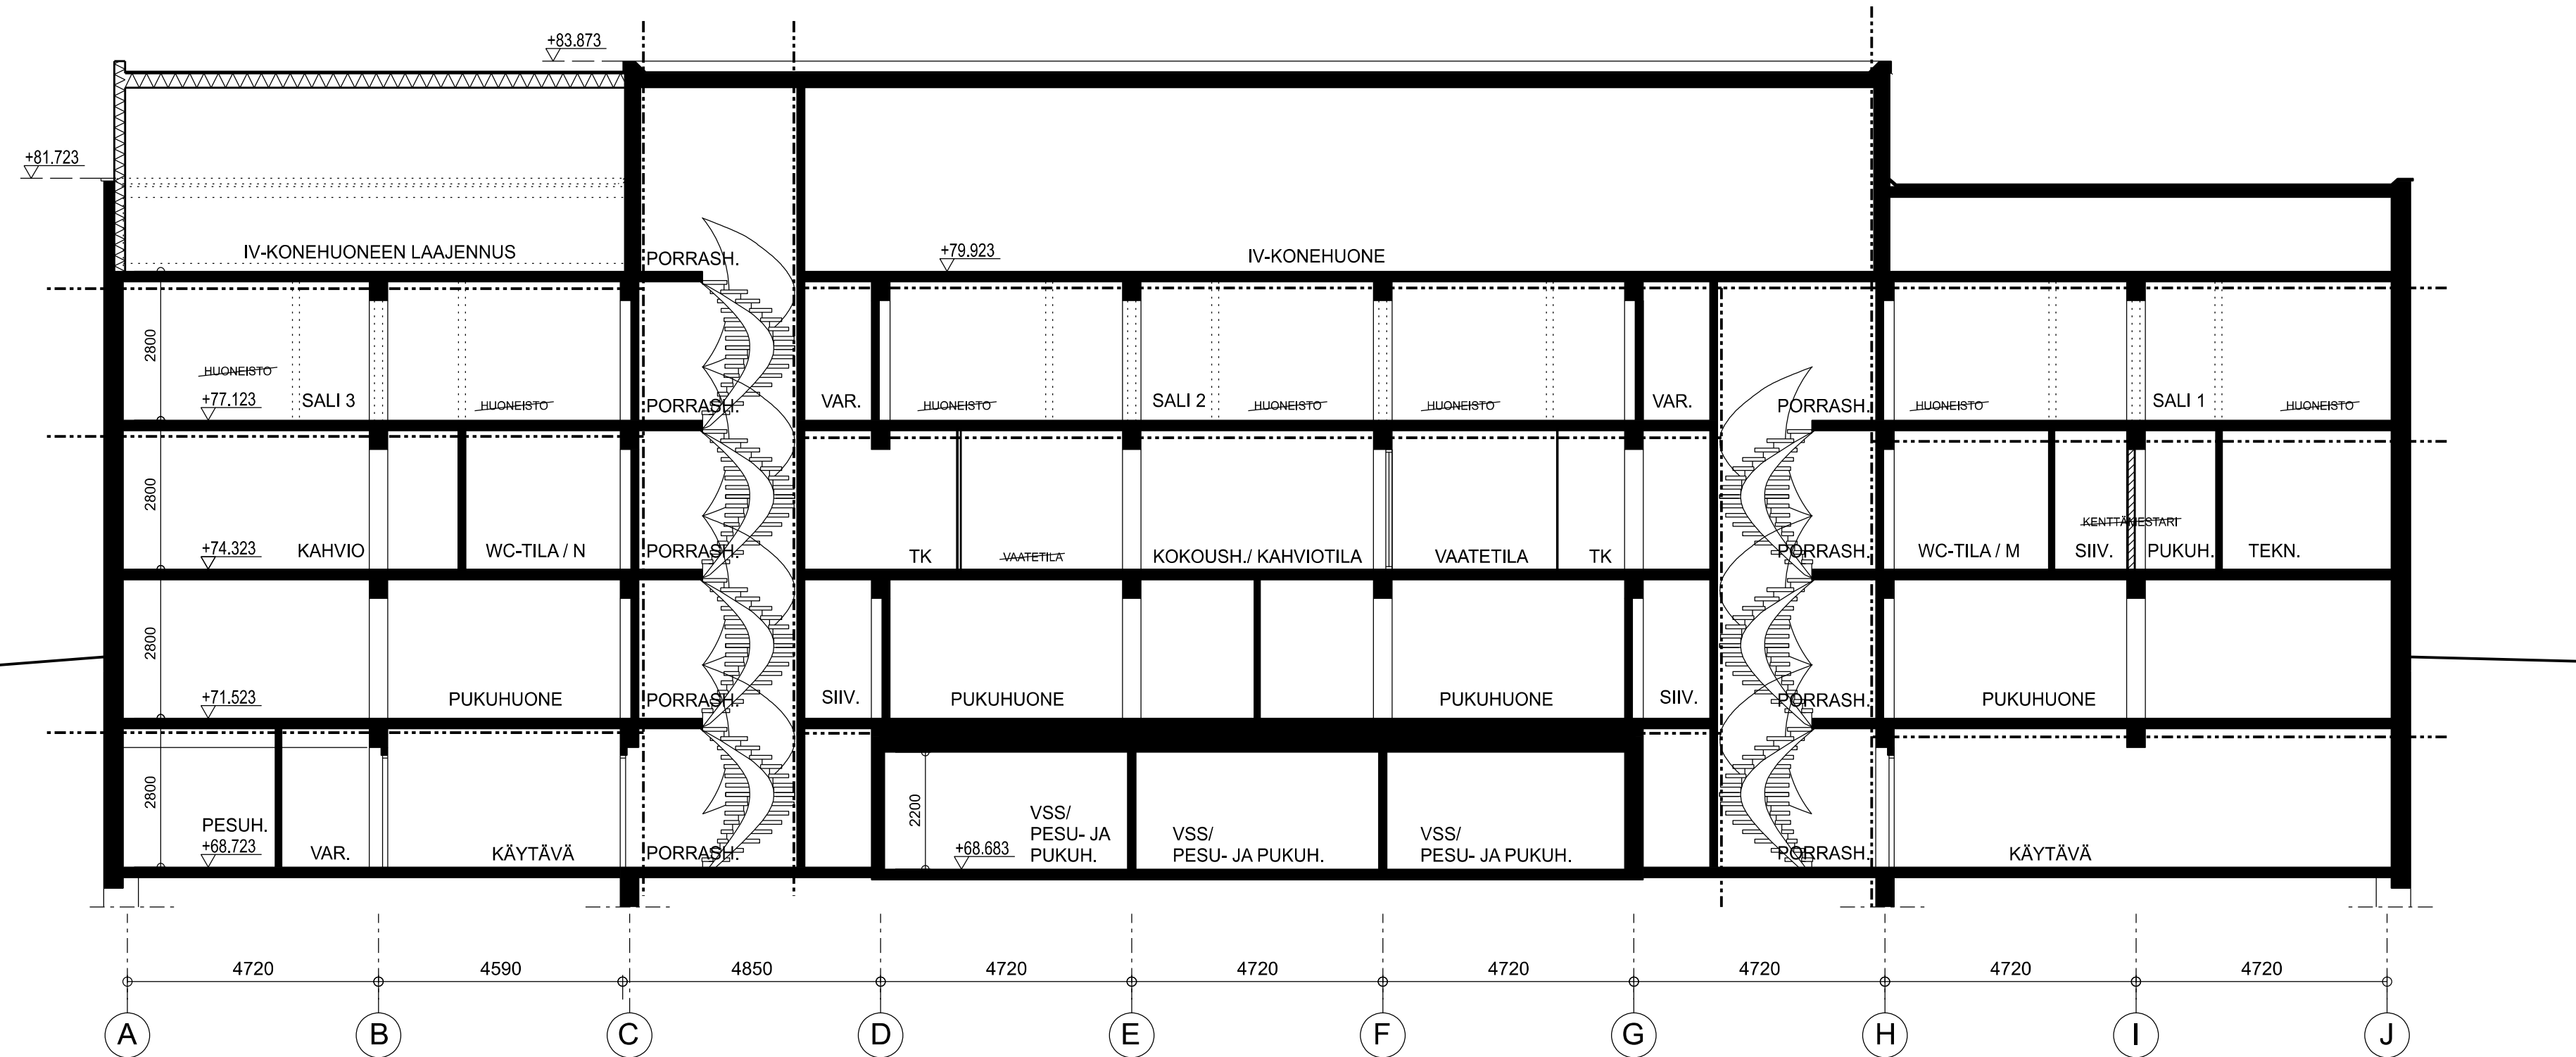 +83.873
+81.723
IV-KONEHUONEEN LAAJENNUS
PORRASH.
+79.923
IV-KONEHUONE
2800
HUONEISTO
+77.123
SALI 3
HUONEISTO
PORRASH.
VAR.
HUONEISTO
SALI 2
HUONEISTO
HUONEISTO
VAR.
PORRASH.
HUONEISTO
SALI 1
HUONEISTO
2800
+74.323
KAHVIO
WC-TILA / N
PORRASH.
TK
VAATETILA
KOKOUSH./ KAHVIOTILA
VAATETILA
TK
PORRASH.
WC-TILA / M
SIIV.
KENTTÄMESTARI
PUKUH.
TEKN.
2800
+71.523
PUKUHUONE
PORRASH.
SIIV.
PUKUHUONE
PUKUHUONE
SIIV.
PORRASH.
PUKUHUONE
2800
PESUH.
+68.723
VAR.
KÄYTÄVÄ
PORRASH.
2200
+68.683
VSS/
PESU- JA
PUKUH.
VSS/
PESU- JA PUKUH.
VSS/
PESU- JA PUKUH.
PORRASH.
KÄYTÄVÄ
4720 4590 4850 4720 4720 4720 4720 4720 4720
A B C D E F G H I J